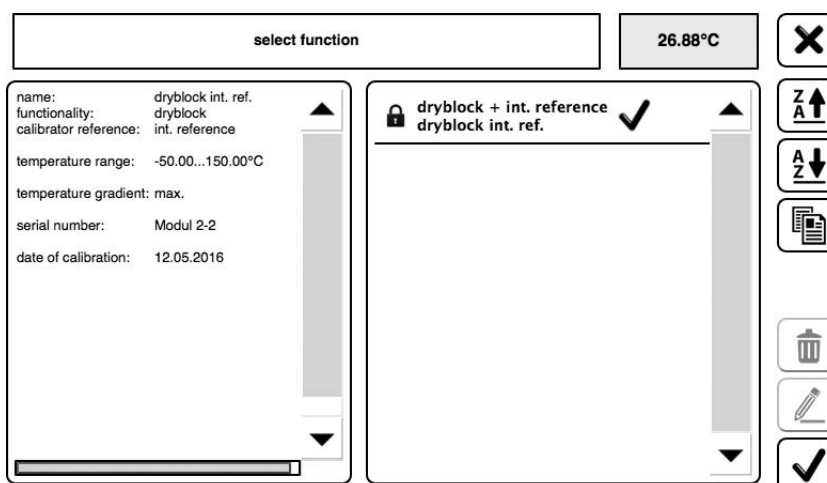 select function
26.88°C
name: dryblock int. ref.
functionality: dryblock
calibrator reference: int. reference
temperature range: -50.00...150.00°C
temperature gradient: max.
serial number: Modul 2-2
date of calibration: 12.05.2016
dryblock + int. reference
dryblock int. ref.
Z
A
A
Z